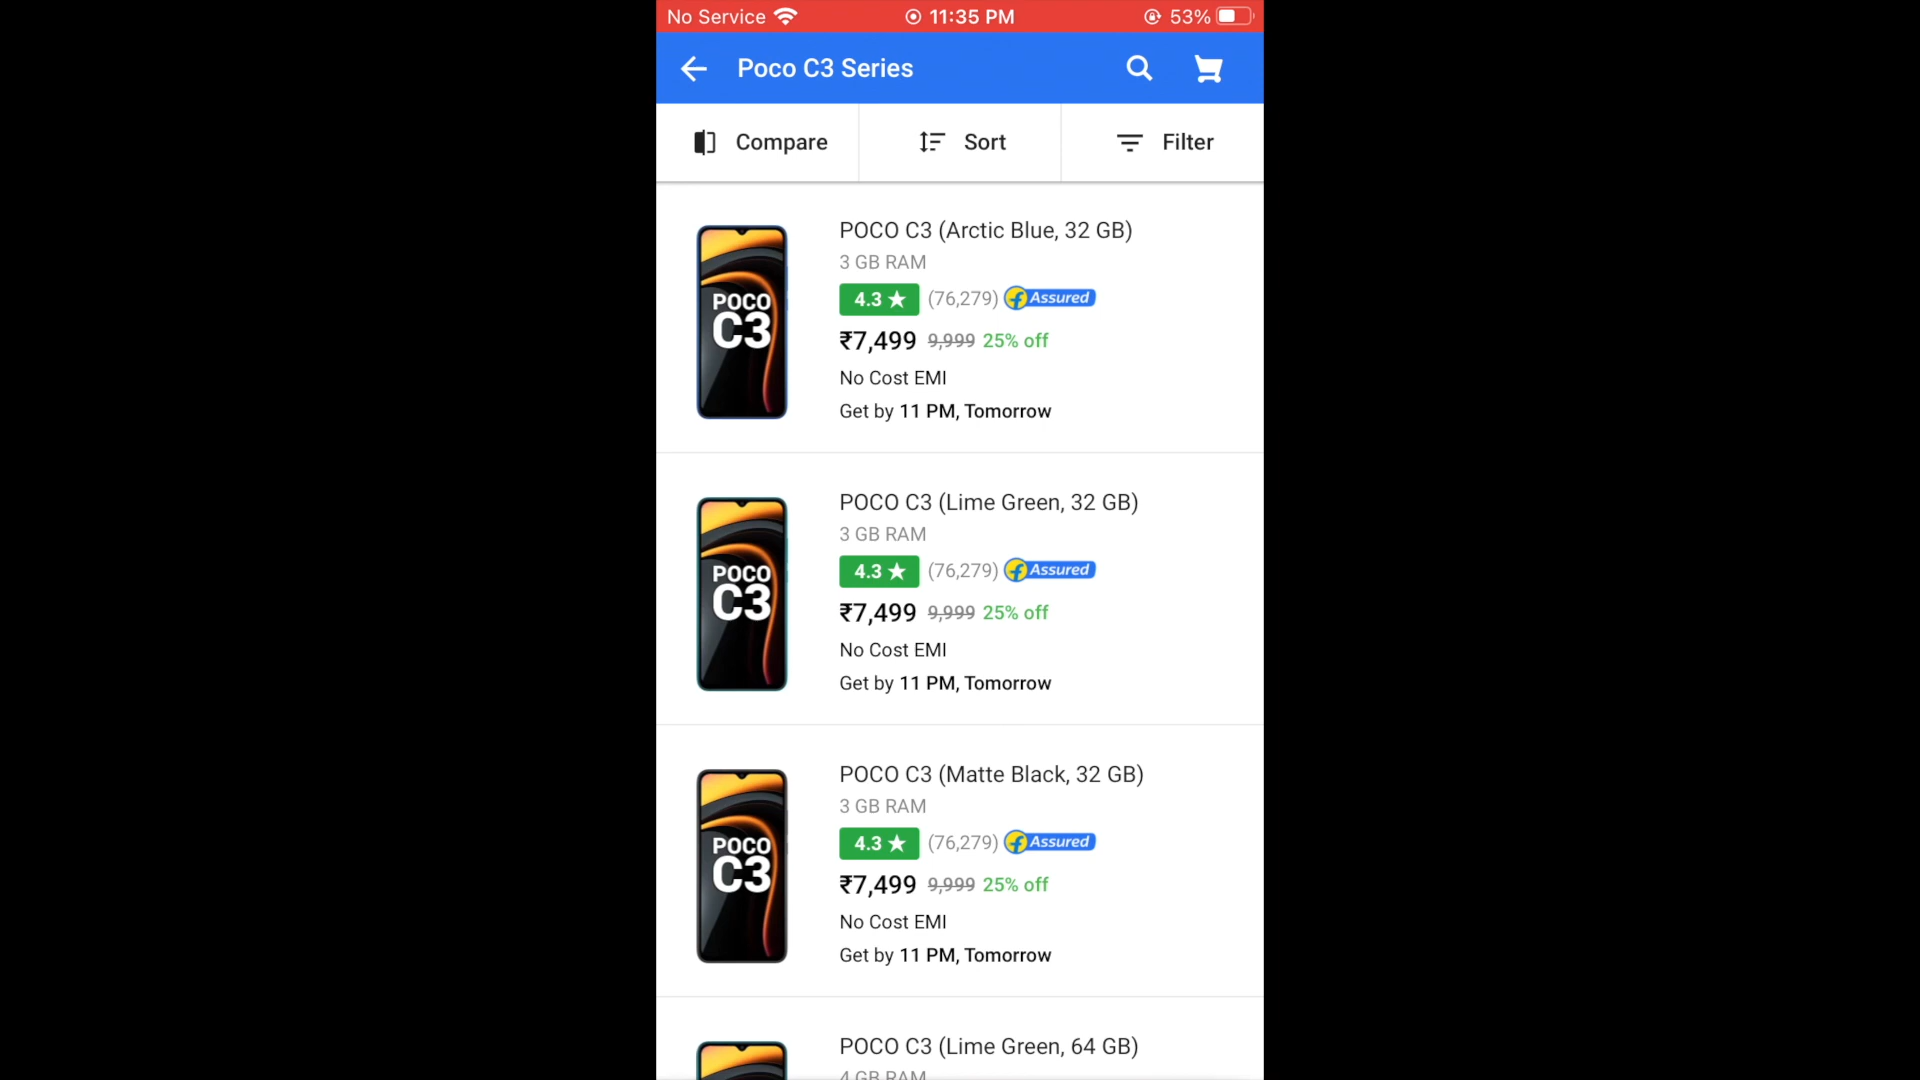 No Service 11:35 PM 53%
Poco C3 Series
Compare Sort Filter
POCO C3 (Arctic Blue, 32 GB)
3 GB RAM
4.3 (76,279) f Assured
₹7,499 9,999 25% off
No Cost EMI
Get by 11 PM, Tomorrow
POCO
C3
POCO C3 (Lime Green, 32 GB)
3 GB RAM
4.3 (76,279) f Assured
₹7,499 9,999 25% off
No Cost EMI
Get by 11 PM, Tomorrow
POCO
C3
POCO C3 (Matte Black, 32 GB)
3 GB RAM
4.3 (76,279) f Assured
₹7,499 9,999 25% off
No Cost EMI
Get by 11 PM, Tomorrow
POCO
C3
POCO C3 (Lime Green, 64 GB)
4 GB RAM